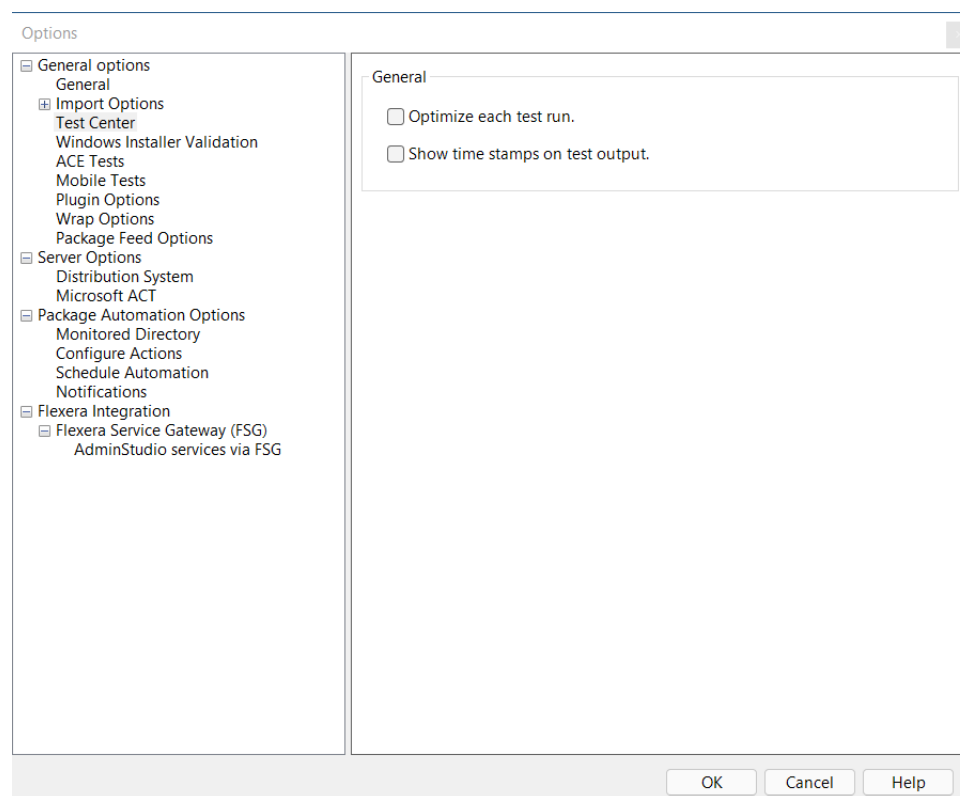 Options
General options
General
Import Options
Test Center
Windows Installer Validation
ACE Tests
Mobile Tests
Plugin Options
Wrap Options
Package Feed Options
Server Options
Distribution System
Microsoft ACT
Package Automation Options
Monitored Directory
Configure Actions
Schedule Automation
Notifications
Flexera Integration
Flexera Service Gateway (FSG)
AdminStudio services via FSG
General
Optimize each test run.
Show time stamps on test output.
OK Cancel Help